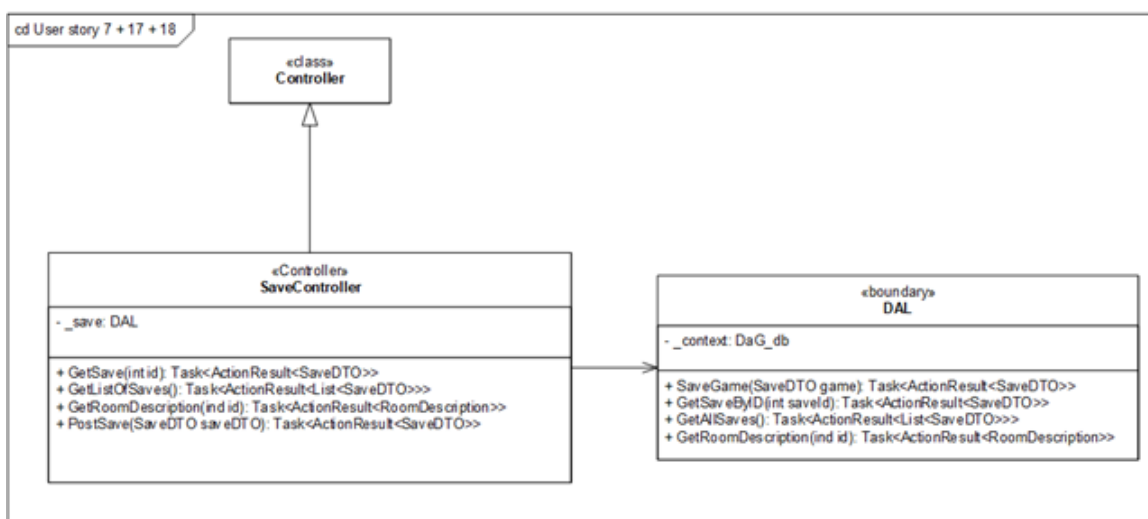 cd User story 7 + 17 + 18
«class»
Controller
«Controller»
SaveController
- _save: DAL
+ GetSave(int id): Task<ActionResult<SaveDTO>>
+ GetListOfSaves(): Task<ActionResult<List<SaveDTO>>>
+ GetRoomDescription(ind id): Task<ActionResult<RoomDescription>>
+ PostSave(SaveDTO saveDTO): Task<ActionResult<SaveDTO>>
«boundary»
DAL
- _context: DaG_db
+ SaveGame(SaveDTO game): Task<ActionResult<SaveDTO>>
+ GetSaveByID(int saveId): Task<ActionResult<SaveDTO>>
+ GetAllSaves(): Task<ActionResult<List<SaveDTO>>>
+ GetRoomDescription(ind id): Task<ActionResult<RoomDescription>>